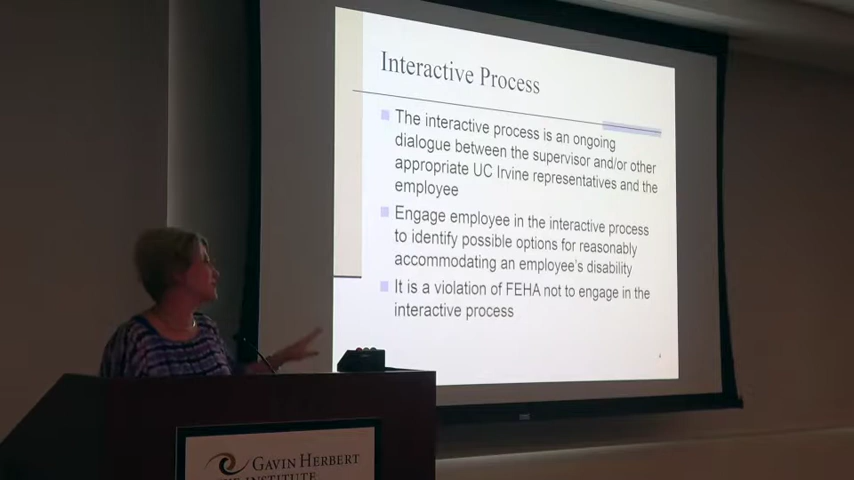 Interactive Process
The interactive process is an ongoing
dialogue between the supervisor and/or other
appropriate UC Irvine representatives and the
employee
Engage employee in the interactive process
to identify possible options for reasonably
accommodating an employee's disability
It is a violation of FEHA not to engage in the
interactive process
GAVIN HERBERT
INSTITUTE